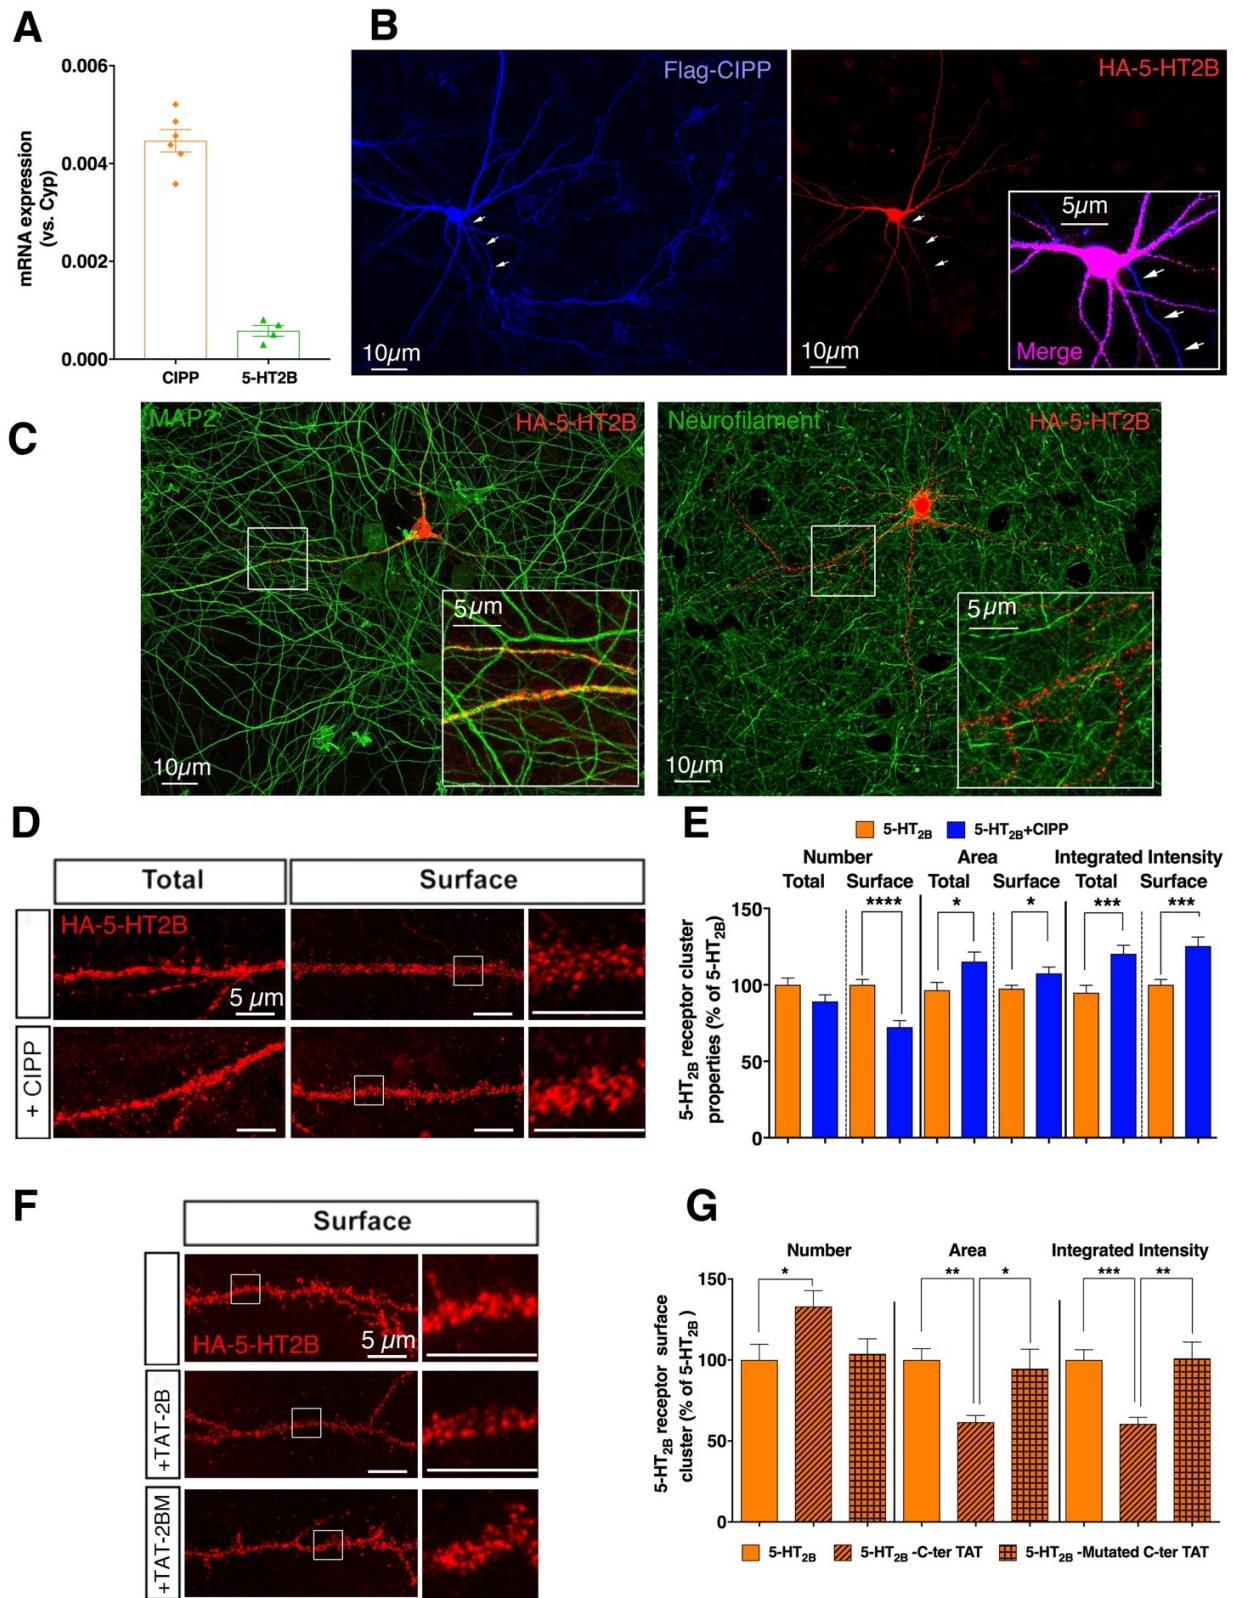 A
0.006
0.004
0.002
0.000
mRNA expression
(vs. Cyp)
CIPP
5-HT2B
B
Flag-CIPP
HA-5-HT2B
10µm
10µm
5µm
Merge
C
MAP2
HA-5-HT2B
10µm
5µm
Neurofilament
HA-5-HT2B
10µm
5µm
D
Total
Surface
HA-5-HT2B
5 µm
+ CIPP
E
5-HT2B
5-HT2B+CIPP
Number
Area
Integrated Intensity
Total
Surface
Total
Surface
Total
Surface
****
*
*
***
***
150
100
50
0
5-HT2B receptor cluster
properties (% of 5-HT2B)
F
Surface
HA-5-HT2B
5 µm
+TAT-2B
+TAT-2BM
G
Number
Area
Integrated Intensity
*
**
*
***
**
150
100
50
0
5-HT2B receptor surface
cluster (% of 5-HT2B )
5-HT2B
5-HT2B -C-ter TAT
5-HT2B -Mutated C-ter TAT